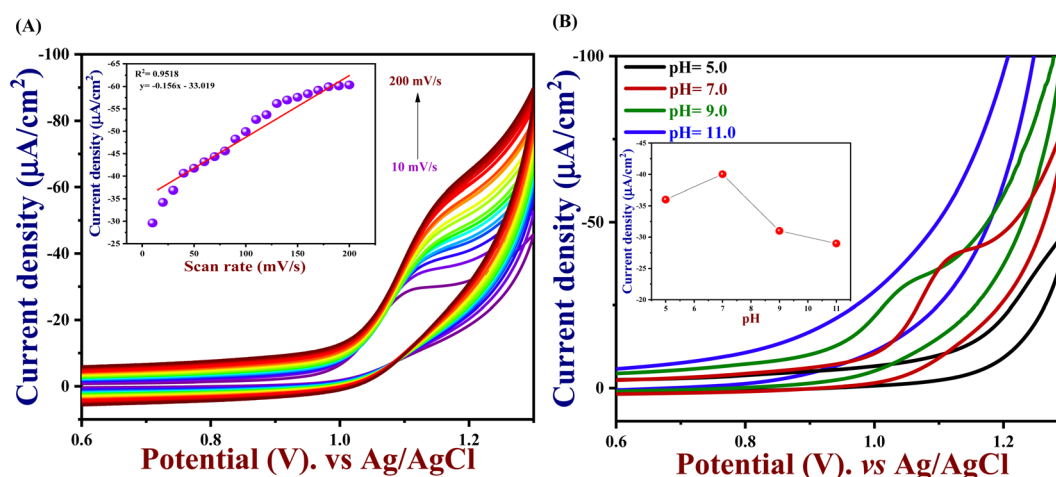 (A)
Current density (μA/cm²)
-100
-80
-60
-40
-20
0
0.6
0.8
1.0
1.2
Potential (V). vs Ag/AgCl
R²= 0.9518
y= -0.156x - 33.019
Current density (μA/cm²)
-65
-60
-55
-50
-45
-40
-35
-30
-25
0
50
100
150
200
Scan rate (mV/s)
200 mV/s
10 mV/s
(B)
Current density (μA/cm²)
-100
-50
0
0.6
0.8
1.0
1.2
Potential (V). vs Ag/AgCl
pH= 5.0
pH= 7.0
pH= 9.0
pH= 11.0
Current density (μA/cm²)
-45
-40
-35
-30
-25
-20
5
6
7
8
9
10
11
pH